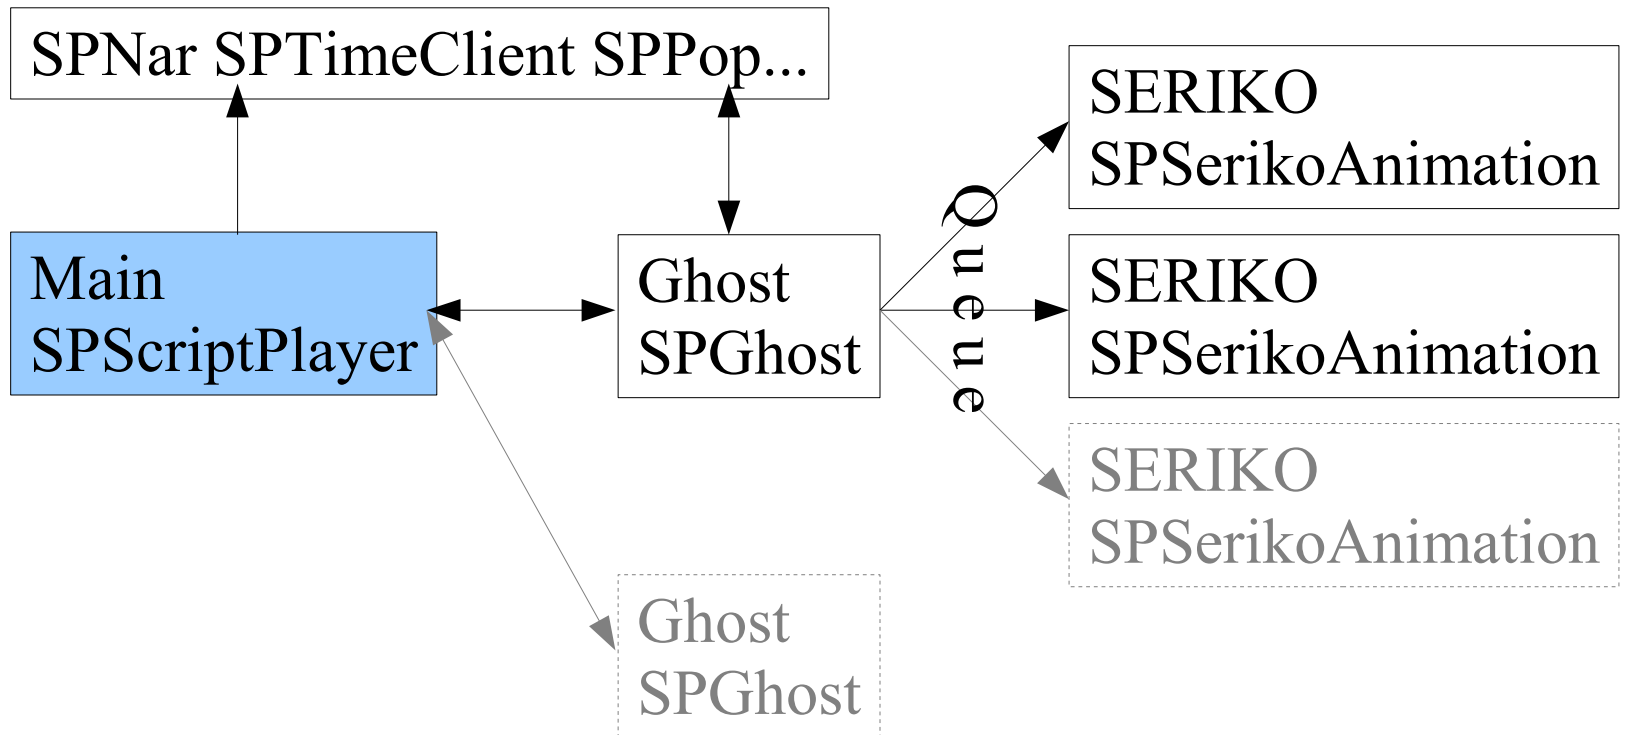 SPNar SPTimeClient SPPop...
SERIKO
SPSerikoAnimation
Main
SPScriptPlayer
Ghost
SPGhost
Queue
SERIKO
SPSerikoAnimation
SERIKO
SPSerikoAnimation
Ghost
SPGhost